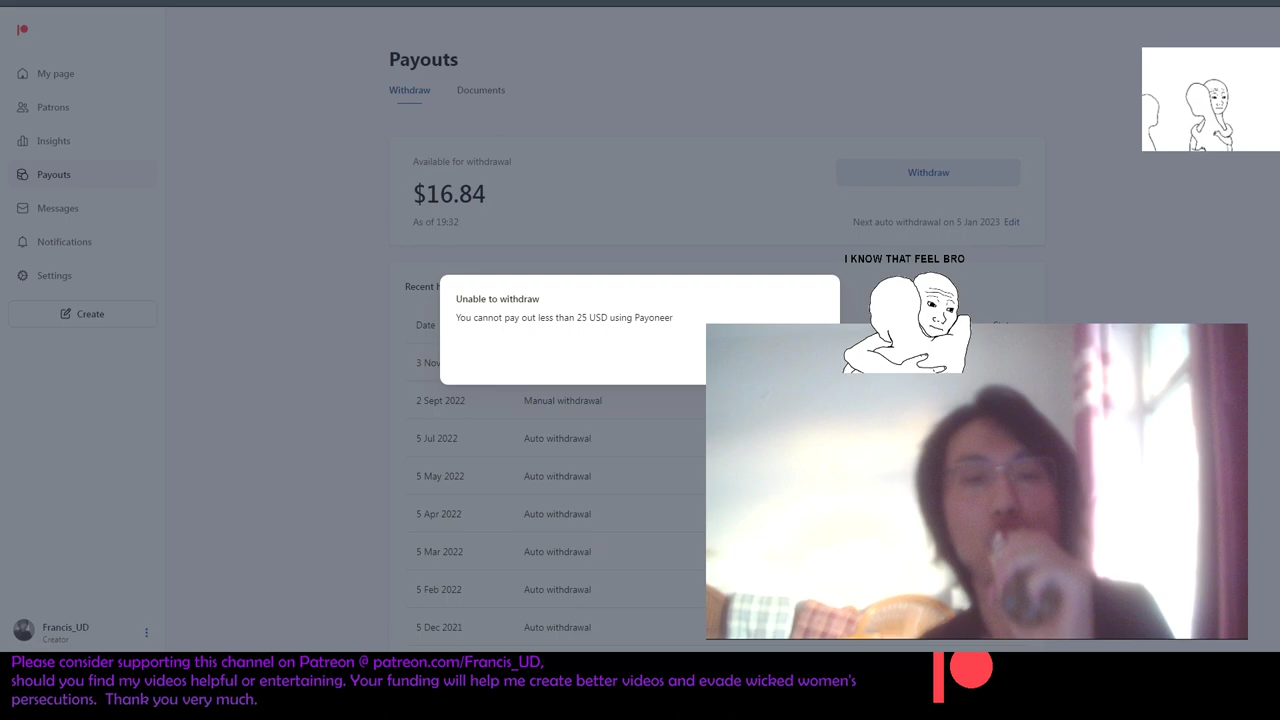 Payouts
Withdraw
Documents
My page
Patrons
Insights
Payouts
Messages
Notifications
Settings
Create
Available for withdrawal
Withdraw
$16.84
As of 19:32
Next auto withdrawal on 5 Jan 2023 Edit
I KNOW THAT FEEL BRO
Recent
Unable to withdraw
You cannot pay out less than 25 USD using Payoneer
Date
3 Nov
2 Sept 2022 Manual withdrawal
5 Jul 2022 Auto withdrawal
5 May 2022 Auto withdrawal
5 Apr 2022 Auto withdrawal
5 Mar 2022 Auto withdrawal
5 Feb 2022 Auto withdrawal
5 Dec 2021 Auto withdrawal
Francis_UD
Creator
Please consider supporting this channel on Patreon @ patreon.com/Francis_UD,
should you find my videos helpful or entertaining. Your funding will help me create better videos and evade wicked women's
persecutions. Thank you very much.